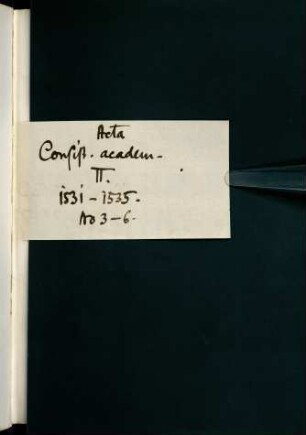 Acta
Consist. academ.
II.
1531-1535.
No 3-6.